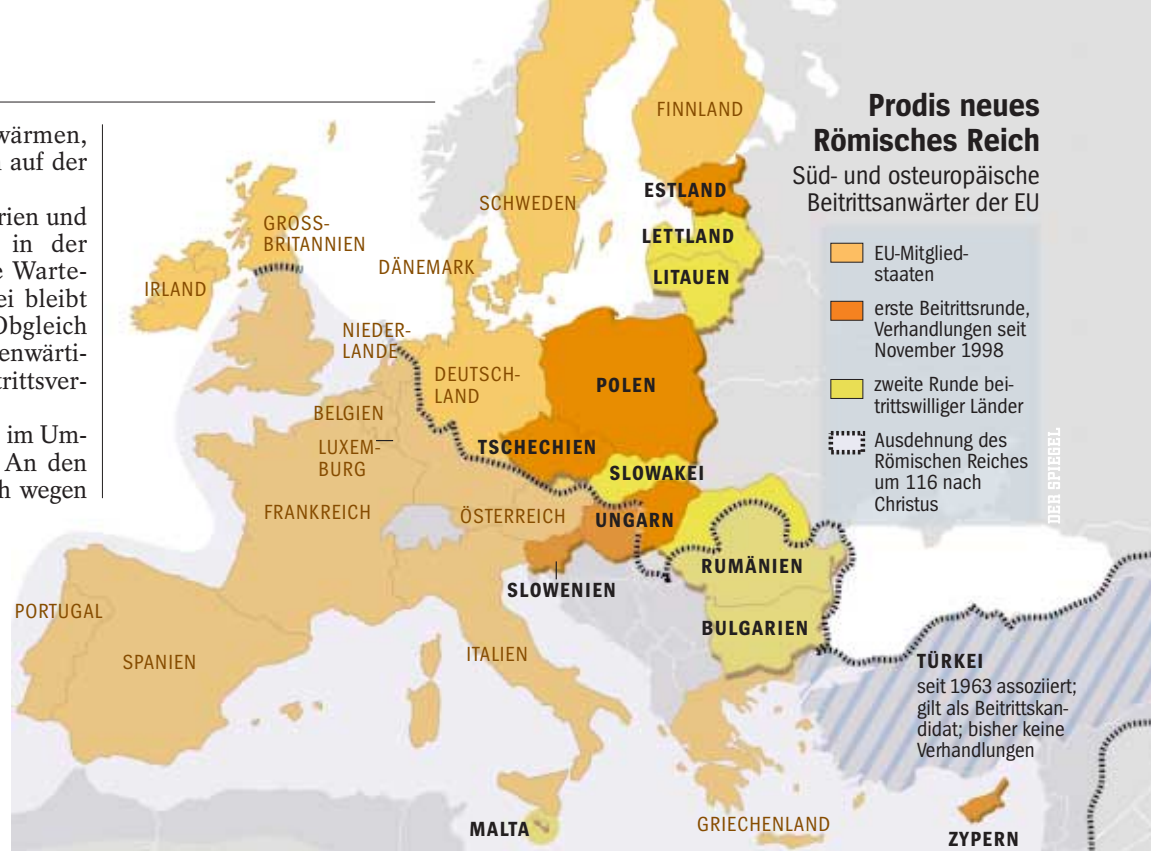 wärmen,
auf der
rien und
in der
Warte-
ei bleibt
Obgleich
enwärti-
trittsver-
im Um-
An den
h wegen
Prodis neues
Römisches Reich
Süd- und osteuropäische
Beitrittsanwärter der EU
EU-Mitglied-
staaten
erste Beitrittsrunde,
Verhandlungen seit
November 1998
zweite Runde bei-
trittswilliger Länder
Ausdehnung des
Römischen Reiches
um 116 nach
Christus
DER SPIEGEL
FINNLAND
ESTLAND
SCHWEDEN
LETTLAND
GROSS-
BRITANNIEN
DÄNEMARK
LITAUEN
IRLAND
NIEDER-
LANDE
DEUTSCH-
LAND
POLEN
BELGIEN
LUXEM-
BURG
TSCHECHIEN
SLOWAKEI
FRANKREICH
ÖSTERREICH
UNGARN
RUMÄNIEN
SLOWENIEN
PORTUGAL
BULGARIEN
SPANIEN
ITALIEN
TÜRKEI
seit 1963 assoziiert;
gilt als Beitrittskan-
didat; bisher keine
Verhandlungen
MALTA
GRIECHENLAND
ZYPERN